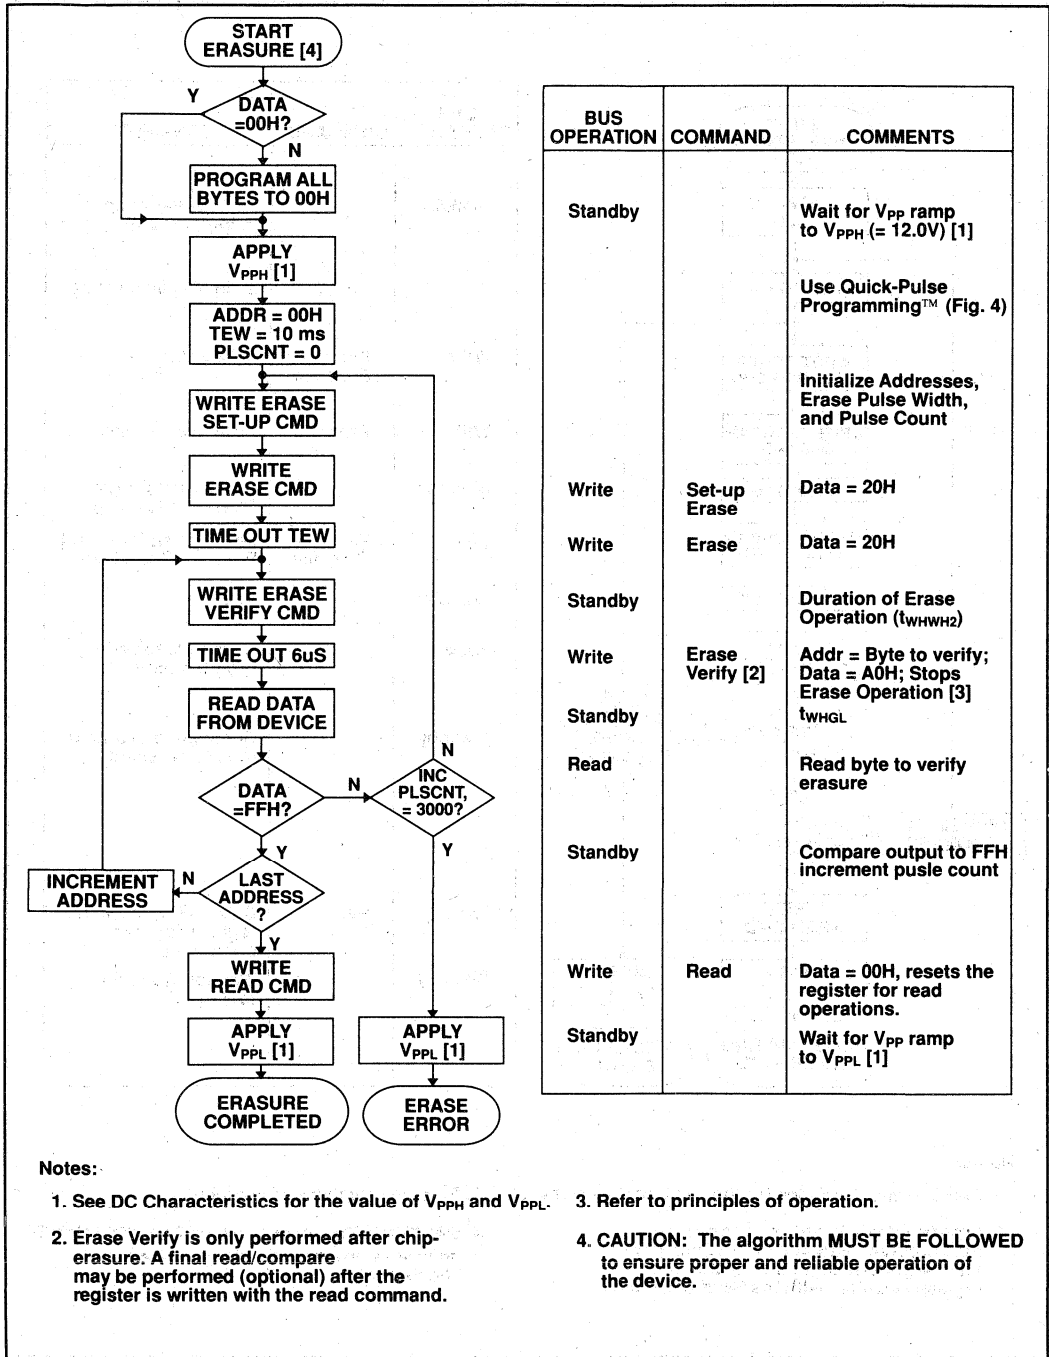 START
ERASURE [4]
Y
DATA
=00H?
N
PROGRAM ALL
BYTES TO 00H
APPLY
VPPH [1]
ADDR = 00H
TEW = 10 ms
PLSCNT = 0
WRITE ERASE
SET-UP CMD
WRITE
ERASE CMD
TIME OUT TEW
WRITE ERASE
VERIFY CMD
TIME OUT 6uS
READ DATA
FROM DEVICE
DATA
=FFH?
N
Y
INC
PLSCNT,
= 3000?
N
Y
LAST
ADDRESS
?
N
Y
INCREMENT
ADDRESS
WRITE
READ CMD
APPLY
VPPL [1]
ERASURE
COMPLETED
APPLY
VPPL [1]
ERASE
ERROR
BUS
OPERATION
COMMAND
COMMENTS
Standby
Wait for VPP ramp
to VPPH (= 12.0V) [1]
Use Quick-Pulse
Programming™ (Fig. 4)
Initialize Addresses,
Erase Pulse Width,
and Pulse Count
Write
Set-up
Erase
Data = 20H
Write
Erase
Data = 20H
Standby
Duration of Erase
Operation (tWHWH2)
Write
Erase
Verify [2]
Addr = Byte to verify;
Data = A0H; Stops
Erase Operation [3]
Standby
tWHGL
Read
Read byte to verify
erasure
Standby
Compare output to FFH
increment pusle count
Write
Read
Data = 00H, resets the
register for read
operations.
Standby
Wait for VPP ramp
to VPPL [1]
Notes:
1. See DC Characteristics for the value of VPPH and VPPL.
2. Erase Verify is only performed after chip-
erasure. A final read/compare
may be performed (optional) after the
register is written with the read command.
3. Refer to principles of operation.
4. CAUTION: The algorithm MUST BE FOLLOWED
to ensure proper and reliable operation of
the device.